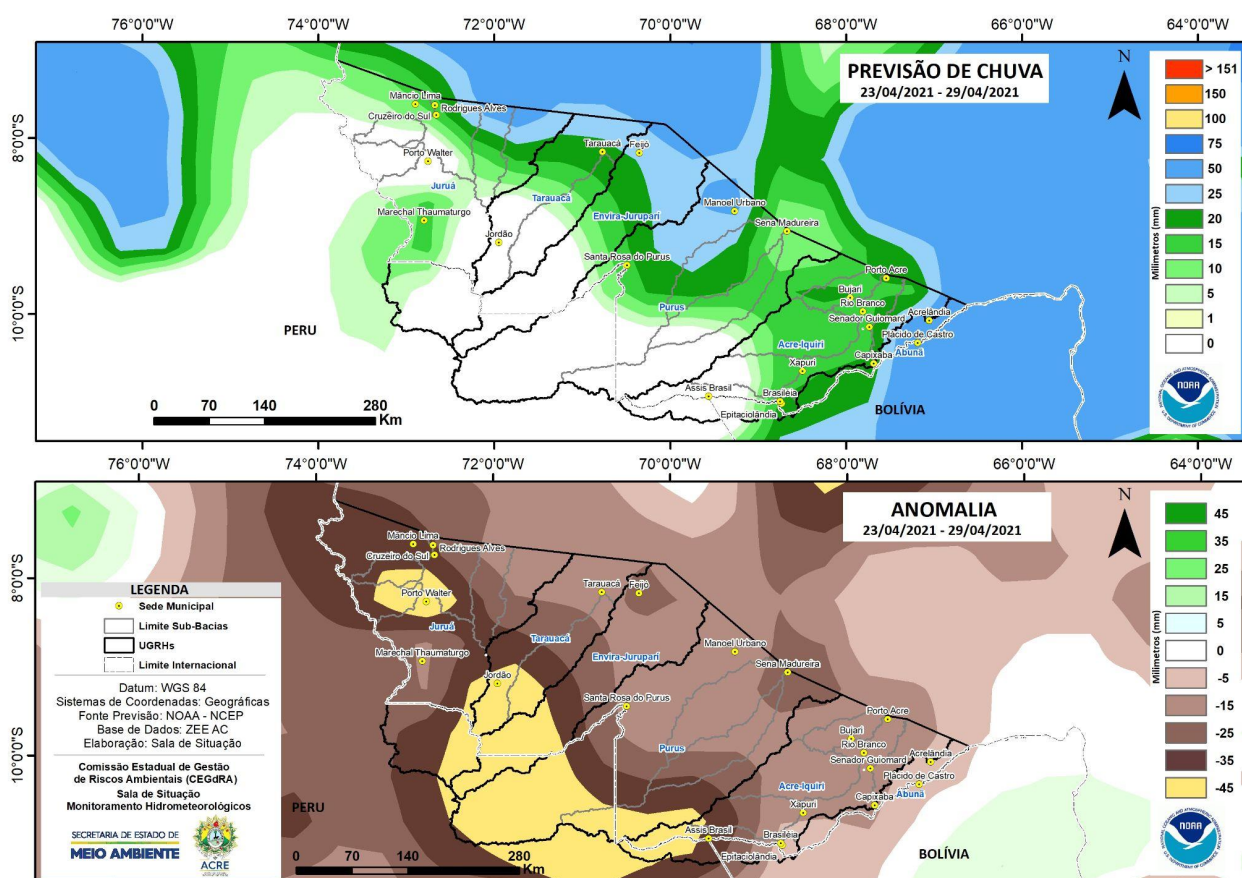 76°0'0"W 74°0'0"W 72°0'0"W 70°0'0"W 68°0'0"W 66°0'0"W 64°0'0"W
PREVISÃO DE CHUVA
23/04/2021 - 29/04/2021
N
> 151
150
100
75
50
25
20
15
10
5
1
0
Milímetros (mm)
NOAA
8°0'0"S
10°0'0"S
Mâncio Lima
Rodrigues Alves
Cruzeiro do Sul
Porto Walter
Juruá
Marechal Thaumaturgo
Tarauacá
Feijó
Tarauacá
Envira-Jurupari
Jordão
Manoel Urbano
Sena Madureira
Santa Rosa do Purus
Purus
Porto Acre
Bujari
Rio Branco
Senador Guiomard
Acrelândia
Plácido de Castro
Abunã
Acre-Iquiri
Capixaba
Xapuri
Assis Brasil
Brasiléia
Epitaciolândia
PERU
BOLÍVIA
0 70 140 280
Km
76°0'0"W 74°0'0"W 72°0'0"W 70°0'0"W 68°0'0"W 66°0'0"W 64°0'0"W
ANOMALIA
23/04/2021 - 29/04/2021
N
45
35
25
15
5
0
-5
-15
-25
-35
-45
Milímetros (mm)
NOAA
8°0'0"S
10°0'0"S
Mâncio Lima
Rodrigues Alves
Cruzeiro do Sul
Porto Walter
Juruá
Marechal Thaumaturgo
Tarauacá
Feijó
Tarauacá
Envira-Jurupari
Jordão
Manoel Urbano
Sena Madureira
Santa Rosa do Purus
Purus
Porto Acre
Bujari
Rio Branco
Senador Guiomard
Acrelândia
Plácido de Castro
Abunã
Acre-Iquiri
Capixaba
Xapuri
Assis Brasil
Brasiléia
Epitaciolândia
PERU
BOLÍVIA
0 70 140 280
Km
LEGENDA
Sede Municipal
Limite Sub-Bacias
UGRHs
Limite Internacional
Datum: WGS 84
Sistemas de Coordenadas: Geográficas
Fonte Previsão: NOAA - NCEP
Base de Dados: ZEE AC
Elaboração: Sala de Situação
Comissão Estadual de Gestão
de Riscos Ambientais (CEGdRA)
Sala de Situação
Monitoramento Hidrometeorológicos
SECRETARIA DE ESTADO DE
MEIO AMBIENTE
ACRE